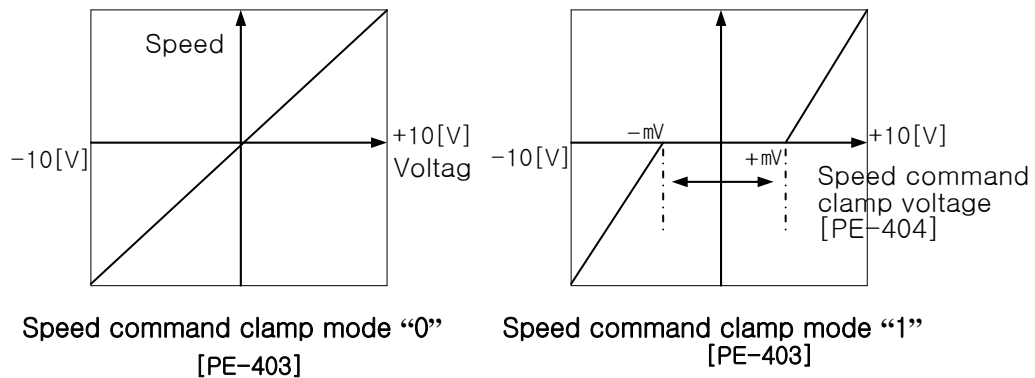 Speed
-10[V]
+10[V]
Voltag
Speed command clamp mode “0”
[PE-403]
-mV
+mV
-10[V]
+10[V]
Speed command
clamp voltage
[PE-404]
Speed command clamp mode “1”
[PE-403]